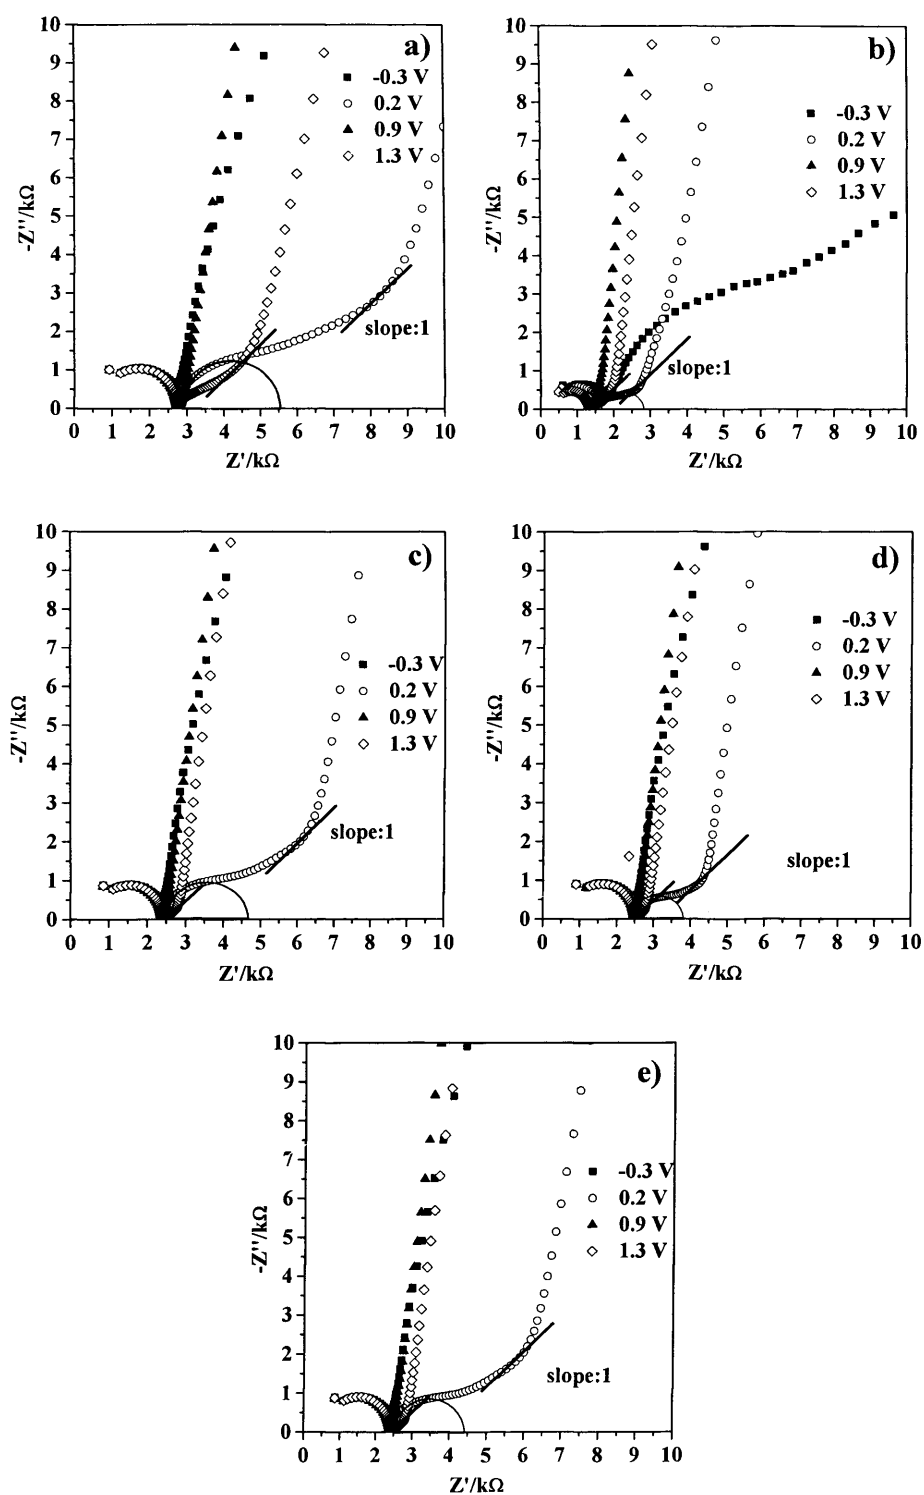 10
9
8
7
6
5
4
3
2
1
0
-Z''/kΩ
a)
-0.3 V
0.2 V
0.9 V
1.3 V
slope:1
0 1 2 3 4 5 6 7 8 9 10
Z'/kΩ
10
9
8
7
6
5
4
3
2
1
0
-Z''/kΩ
b)
-0.3 V
0.2 V
0.9 V
1.3 V
slope:1
0 1 2 3 4 5 6 7 8 9 10
Z'/kΩ
10
9
8
7
6
5
4
3
2
1
0
-Z''/kΩ
c)
-0.3 V
0.2 V
0.9 V
1.3 V
slope:1
0 1 2 3 4 5 6 7 8 9 10
Z'/kΩ
10
9
8
7
6
5
4
3
2
1
0
-Z''/kΩ
d)
-0.3 V
0.2 V
0.9 V
1.3 V
slope:1
0 1 2 3 4 5 6 7 8 9 10
Z'/kΩ
10
9
8
7
6
5
4
3
2
1
0
-Z''/kΩ
e)
-0.3 V
0.2 V
0.9 V
1.3 V
slope:1
0 1 2 3 4 5 6 7 8 9 10
Z'/kΩ